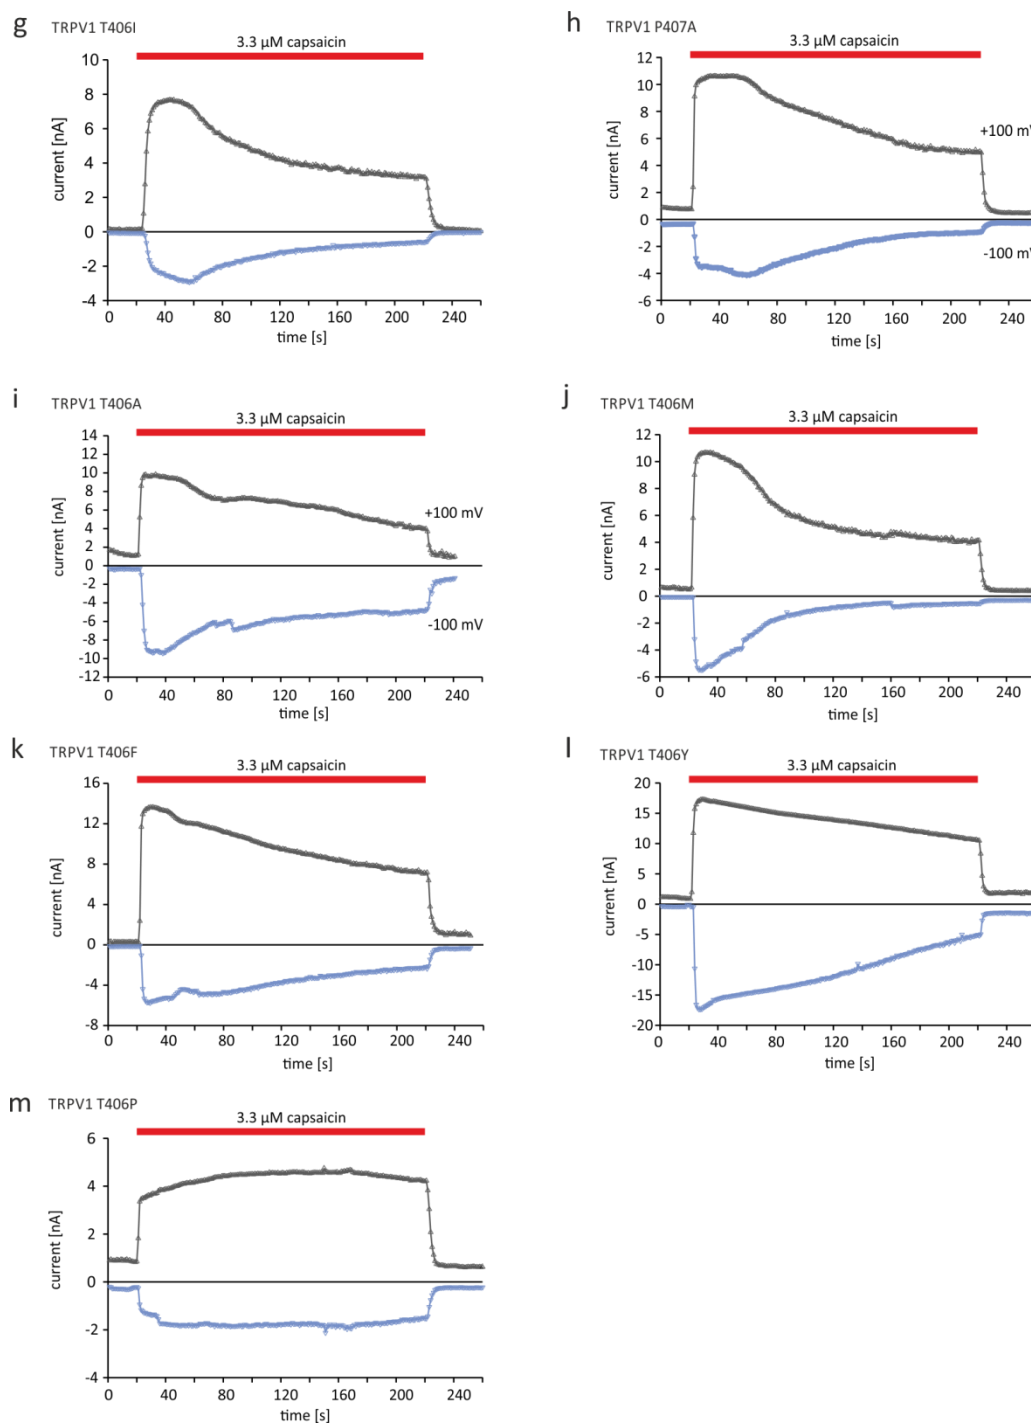 g TRPV1 T406I
3.3 µM capsaicin
10
8
6
4
2
0
-2
-4
current [nA]
0 40 80 120 160 200 240
time [s]
h TRPV1 P407A
3.3 µM capsaicin
12
10
8
6
4
2
0
-2
-4
-6
current [nA]
+100 mV
-100 mV
0 40 80 120 160 200 240
time [s]
i TRPV1 T406A
3.3 µM capsaicin
14
12
10
8
6
4
2
0
-2
-4
-6
-8
-10
-12
current [nA]
+100 mV
-100 mV
0 40 80 120 160 200 240
time [s]
j TRPV1 T406M
3.3 µM capsaicin
12
10
8
6
4
2
0
-2
-4
-6
current [nA]
0 40 80 120 160 200 240
time [s]
k TRPV1 T406F
3.3 µM capsaicin
16
12
8
4
0
-4
-8
current [nA]
0 40 80 120 160 200 240
time [s]
l TRPV1 T406Y
3.3 µM capsaicin
20
15
10
5
0
-5
-10
-15
-20
current [nA]
0 40 80 120 160 200 240
time [s]
m TRPV1 T406P
3.3 µM capsaicin
6
4
2
0
-2
-4
current [nA]
0 40 80 120 160 200 240
time [s]